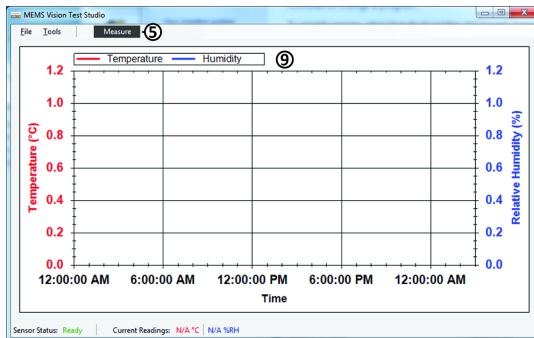 MEMS Vision Test Studio
File Tools Measure ⑤
Temperature Humidity ⑨
1.2 1.2
1.0 1.0
0.8 0.8
0.6 0.6
0.4 0.4
0.2 0.2
0.0 0.0
Temperature (°C)
Relative Humidity (%)
12:00:00 AM 6:00:00 AM 12:00:00 PM 6:00:00 PM 12:00:00 AM
Time
Sensor Status: Ready Current Readings: N/A °C N/A %RH